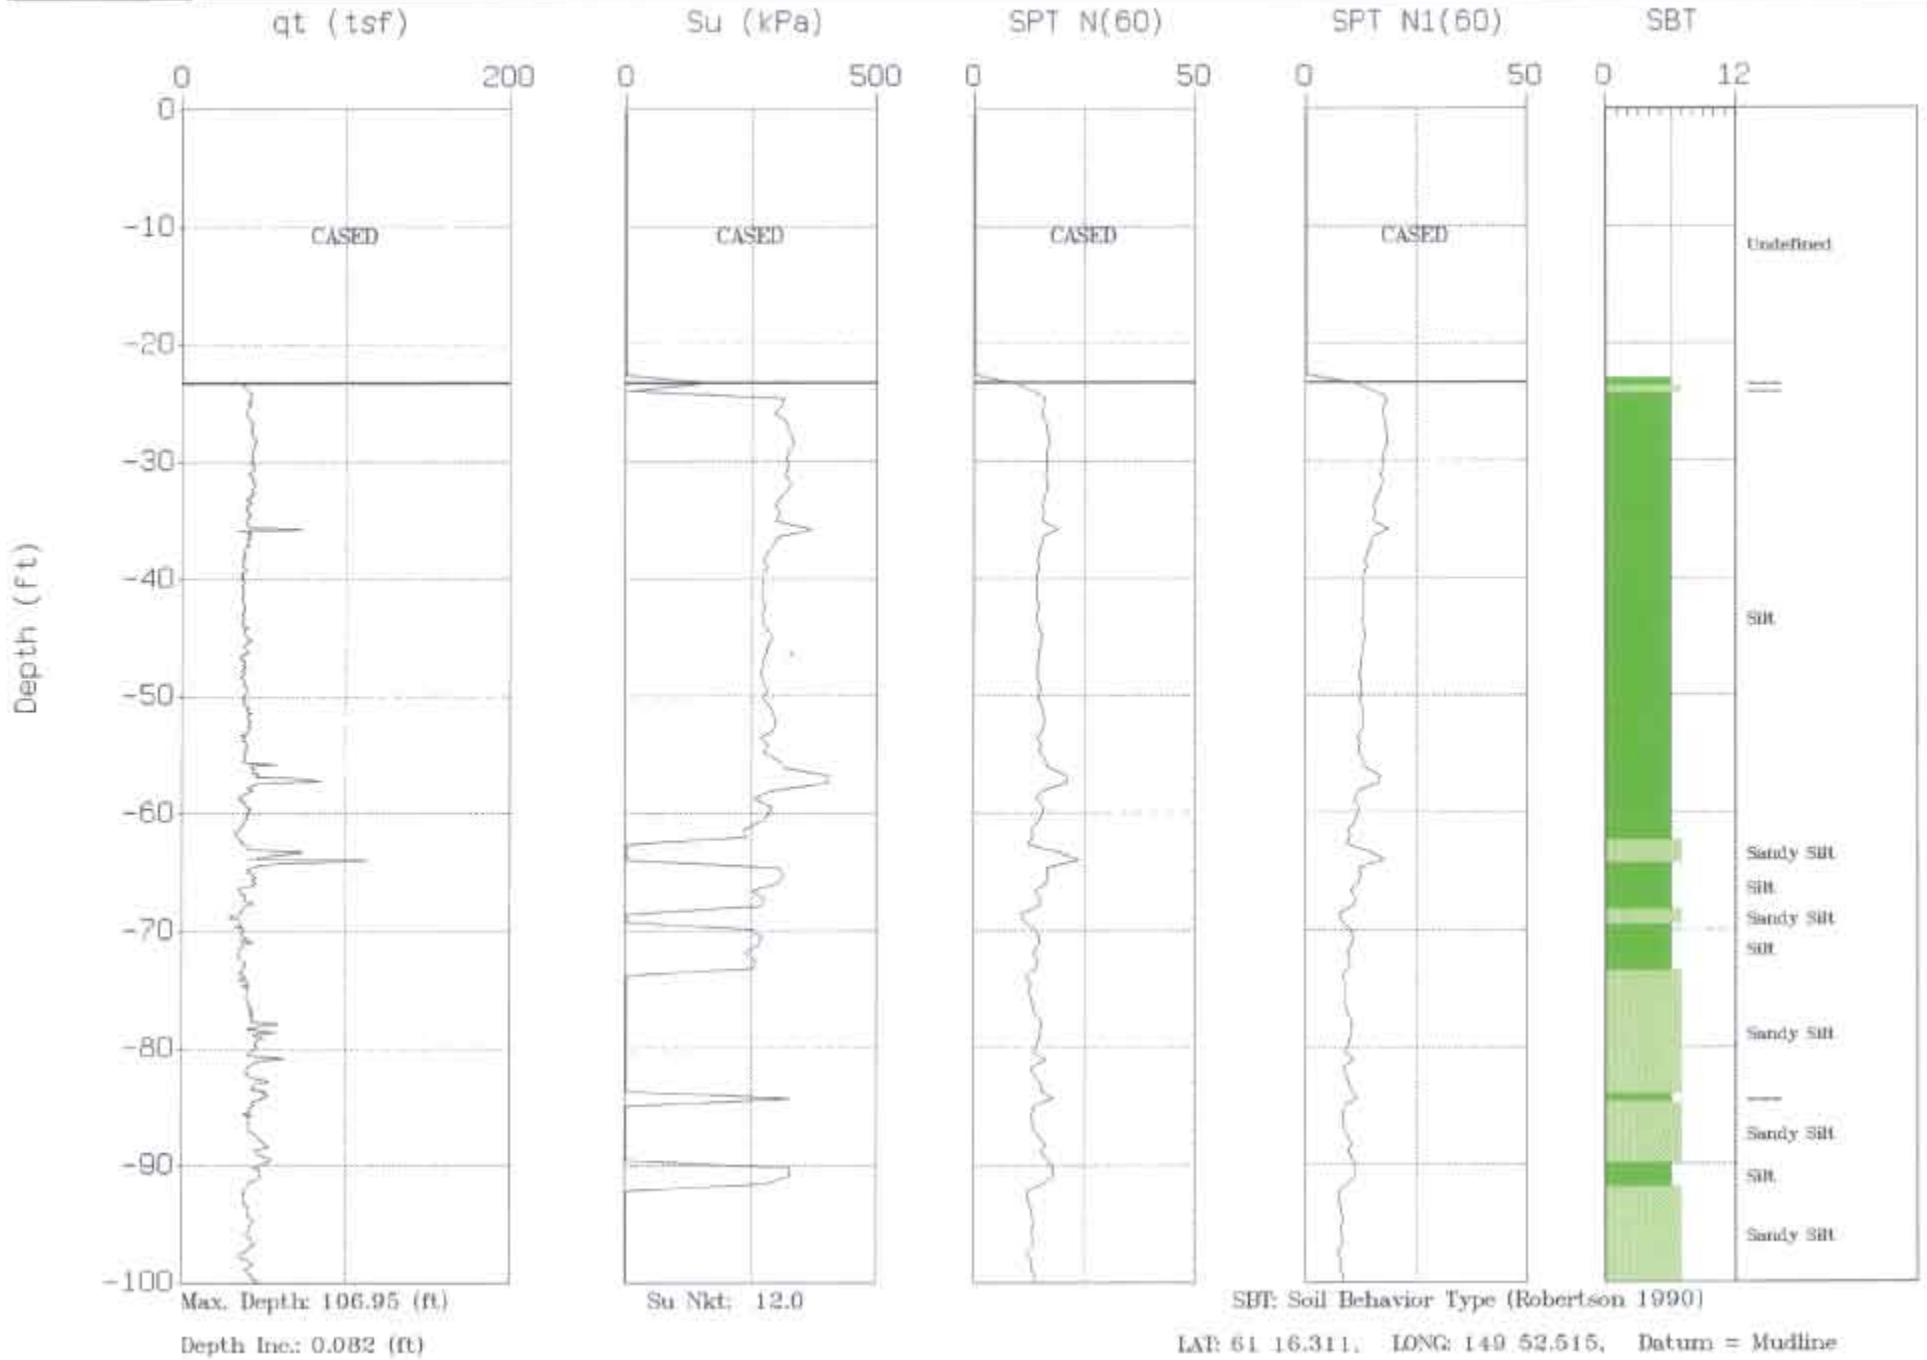 qt (tsf) Su (kPa) SPT N(60) SPT N1(60) SBT
0 200 0 500 0 50 0 50 0 12
0
-10
CASED CASED CASED CASED Undefined
-20
-30
-40
Silt
-50
-60
Sandy Silt
Silt
Sandy Silt
-70
Silt
Sandy Silt
-80
Sandy Silt
-90
Silt
Sandy Silt
-100
Depth (ft)
Max. Depth: 106.95 (ft) Su Nkt: 12.0 SBT: Soil Behavior Type (Robertson 1990)
Depth Inc.: 0.082 (ft) LAT: 61 16.311, LONG: 149 52.515, Datum = Mudline